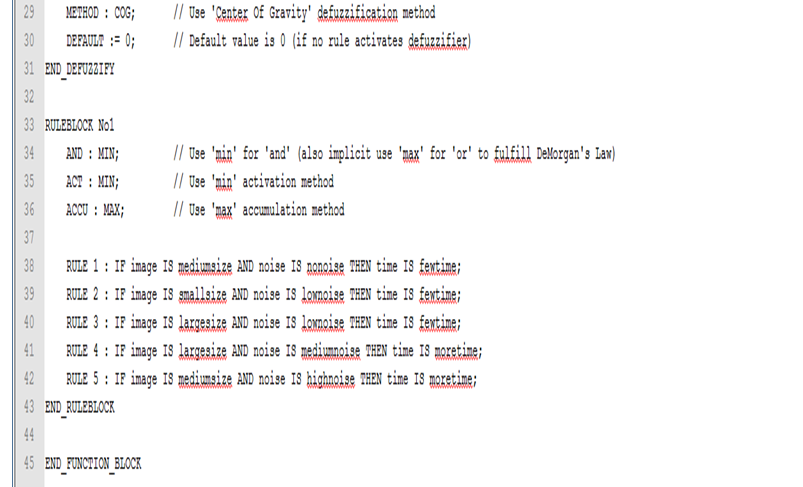 29 METHOD : COG; // Use 'Center Of Gravity' defuzzification method
30 DEFAULT := 0; // Default value is 0 (if no rule activates defuzzifier)
31 END_DEFUZZIFY
32
33 RULEBLOCK No1
34 AND : MIN; // Use 'min' for 'and' (also implicit use 'max' for 'or' to fulfill DeMorgan's Law)
35 ACT : MIN; // Use 'min' activation method
36 ACCU : MAX; // Use 'max' accumulation method
37
38 RULE 1 : IF image IS mediumsize AND noise IS nonoise THEN time IS fewtime;
39 RULE 2 : IF image IS smallsize AND noise IS lownoise THEN time IS fewtime;
40 RULE 3 : IF image IS largesize AND noise IS lownoise THEN time IS fewtime;
41 RULE 4 : IF image IS largesize AND noise IS mediumnoise THEN time IS moretime;
42 RULE 5 : IF image IS mediumsize AND noise IS highnoise THEN time IS moretime;
43 END_RULEBLOCK
44
45 END_FUNCTION_BLOCK